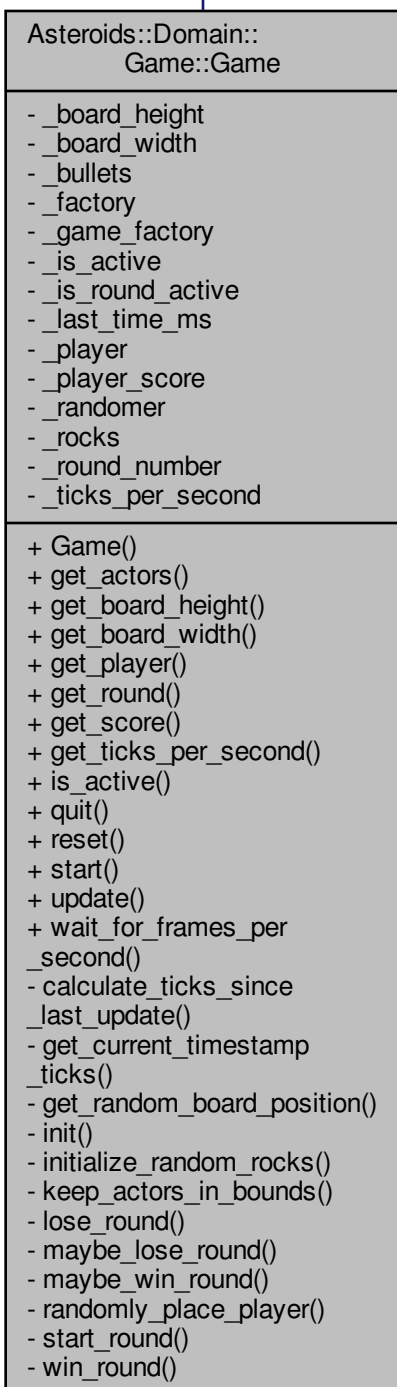 Asteroids::Domain::
Game::Game
- _board_height
- _board_width
- _bullets
- _factory
- _game_factory
- _is_active
- _is_round_active
- _last_time_ms
- _player
- _player_score
- _randomer
- _rocks
- _round_number
- _ticks_per_second
+ Game()
+ get_actors()
+ get_board_height()
+ get_board_width()
+ get_player()
+ get_round()
+ get_score()
+ get_ticks_per_second()
+ is_active()
+ quit()
+ reset()
+ start()
+ update()
+ wait_for_frames_per
_second()
- calculate_ticks_since
_last_update()
- get_current_timestamp
_ticks()
- get_random_board_position()
- init()
- initialize_random_rocks()
- keep_actors_in_bounds()
- lose_round()
- maybe_lose_round()
- maybe_win_round()
- randomly_place_player()
- start_round()
- win_round()